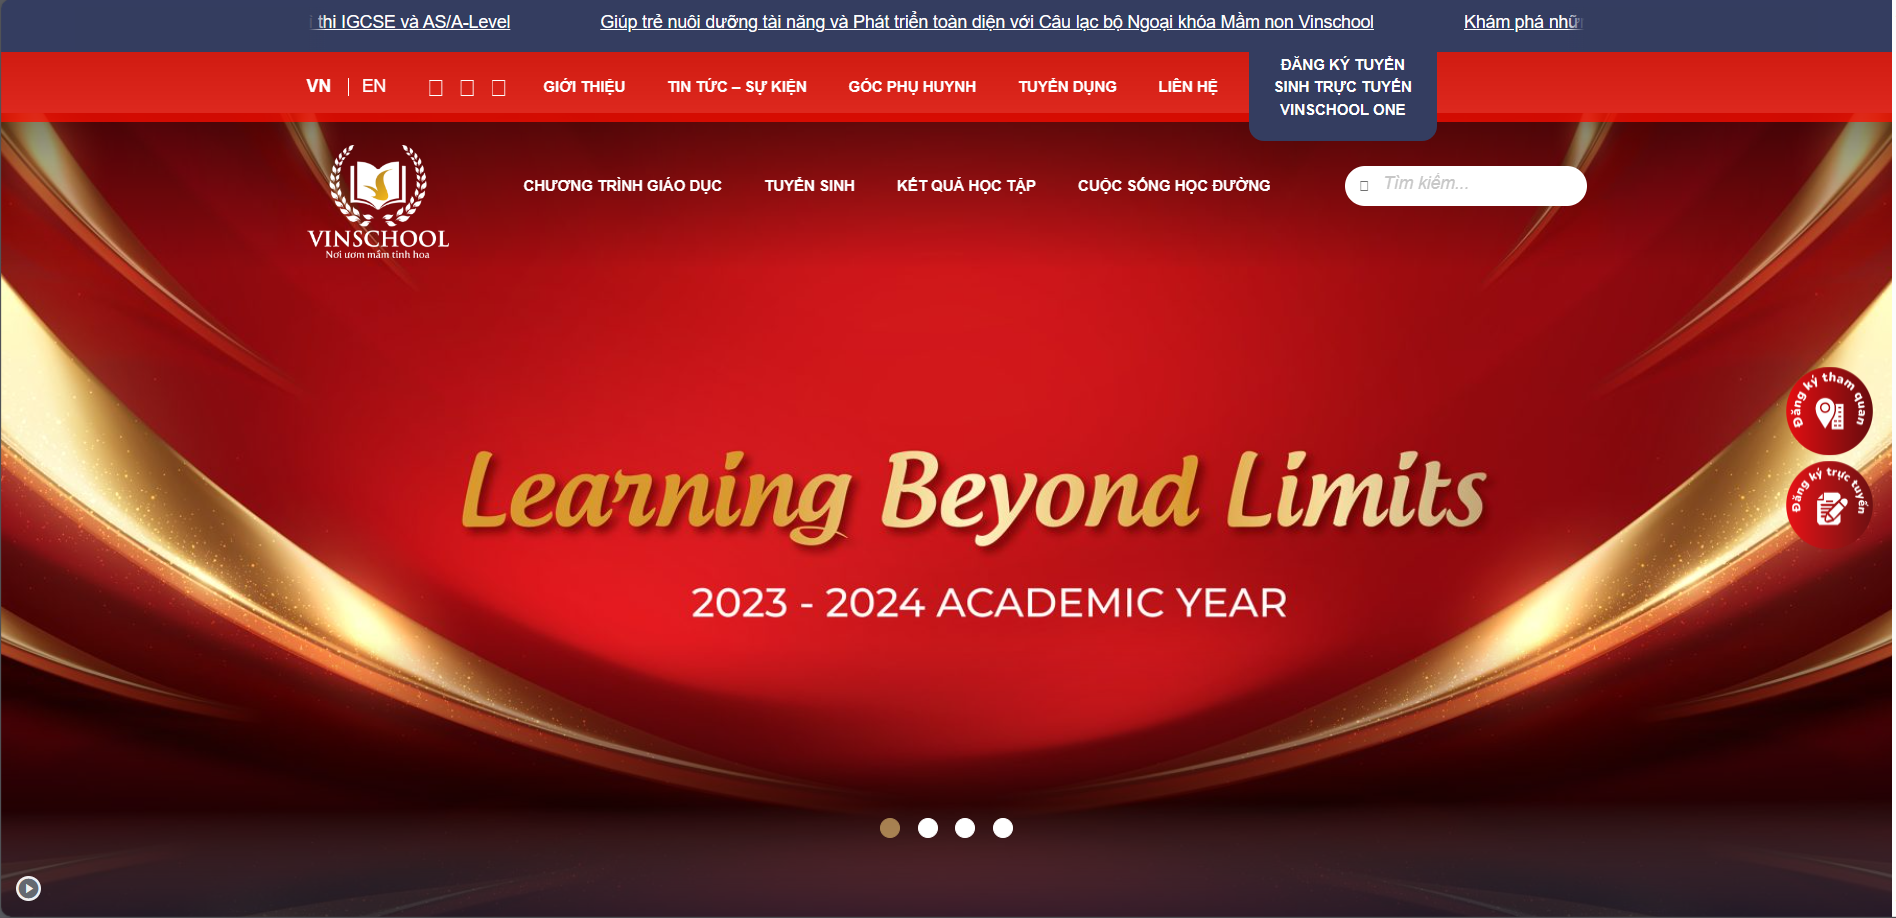 thi IGCSE và AS/A-Level
Giúp trẻ nuôi dưỡng tài năng và Phát triển toàn diện với Câu lạc bộ Ngoại khóa Mầm non Vinschool
Khám phá nhữ
VN | EN
GIỚI THIỆU
TIN TỨC – SỰ KIỆN
GÓC PHỤ HUYNH
TUYỂN DỤNG
LIÊN HỆ
ĐĂNG KÝ TUYỂN
SINH TRỰC TUYẾN
VINSCHOOL ONE
VINSCHOOL
Nơi ươm mầm tinh hoa
CHƯƠNG TRÌNH GIÁO DỤC
TUYỂN SINH
KẾT QUẢ HỌC TẬP
CUỘC SỐNG HỌC ĐƯỜNG
Tìm kiếm...
Đăng ký tham quan
Đăng ký trực tuyến
Learning Beyond Limits
2023 - 2024 ACADEMIC YEAR